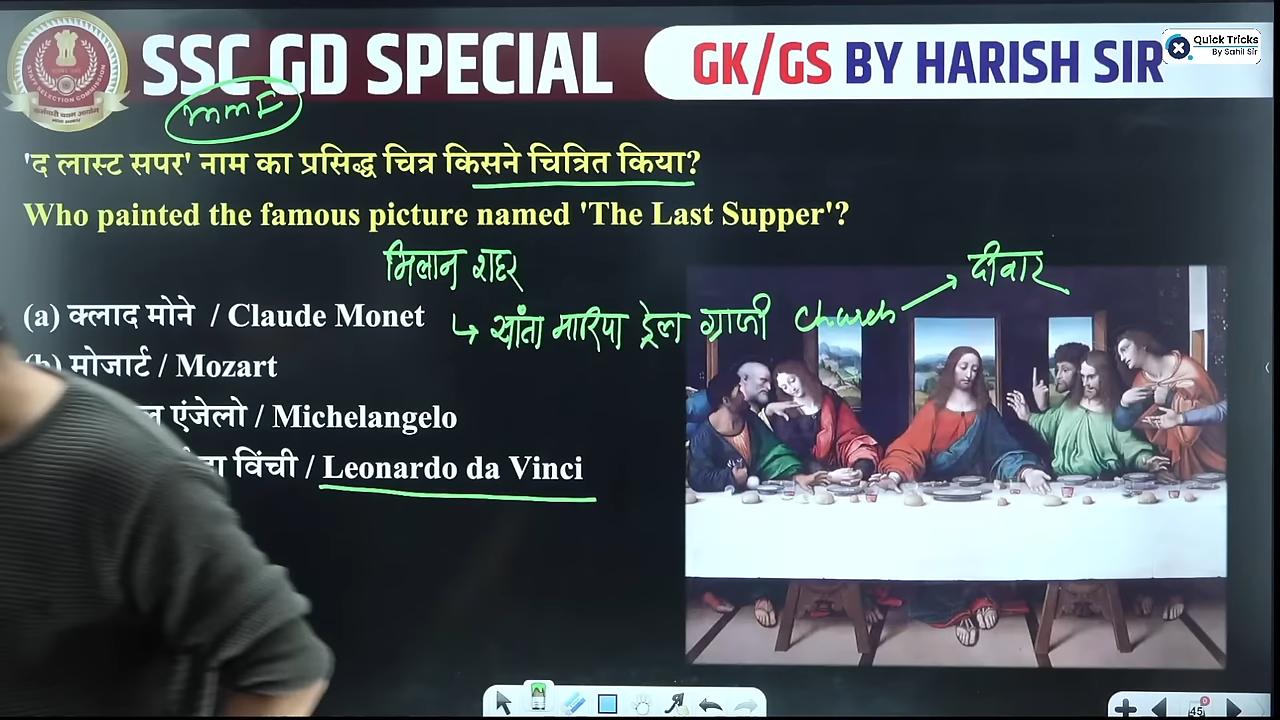 SSC GD SPECIAL
GK/GS BY HARISH SIR
Quick Tricks
By Sahil Sir
'द लास्ट सपर' नाम का प्रसिद्ध चित्र किसने चित्रित किया?
Who painted the famous picture named 'The Last Supper'?
मिलान शहर
दीवार
(a) क्लाद मोने / Claude Monet
↳ सांता मारिया डेला ग्राजी church
मोजार्ट / Mozart
एंजेलो / Michelangelo
विंची / Leonardo da Vinci
45